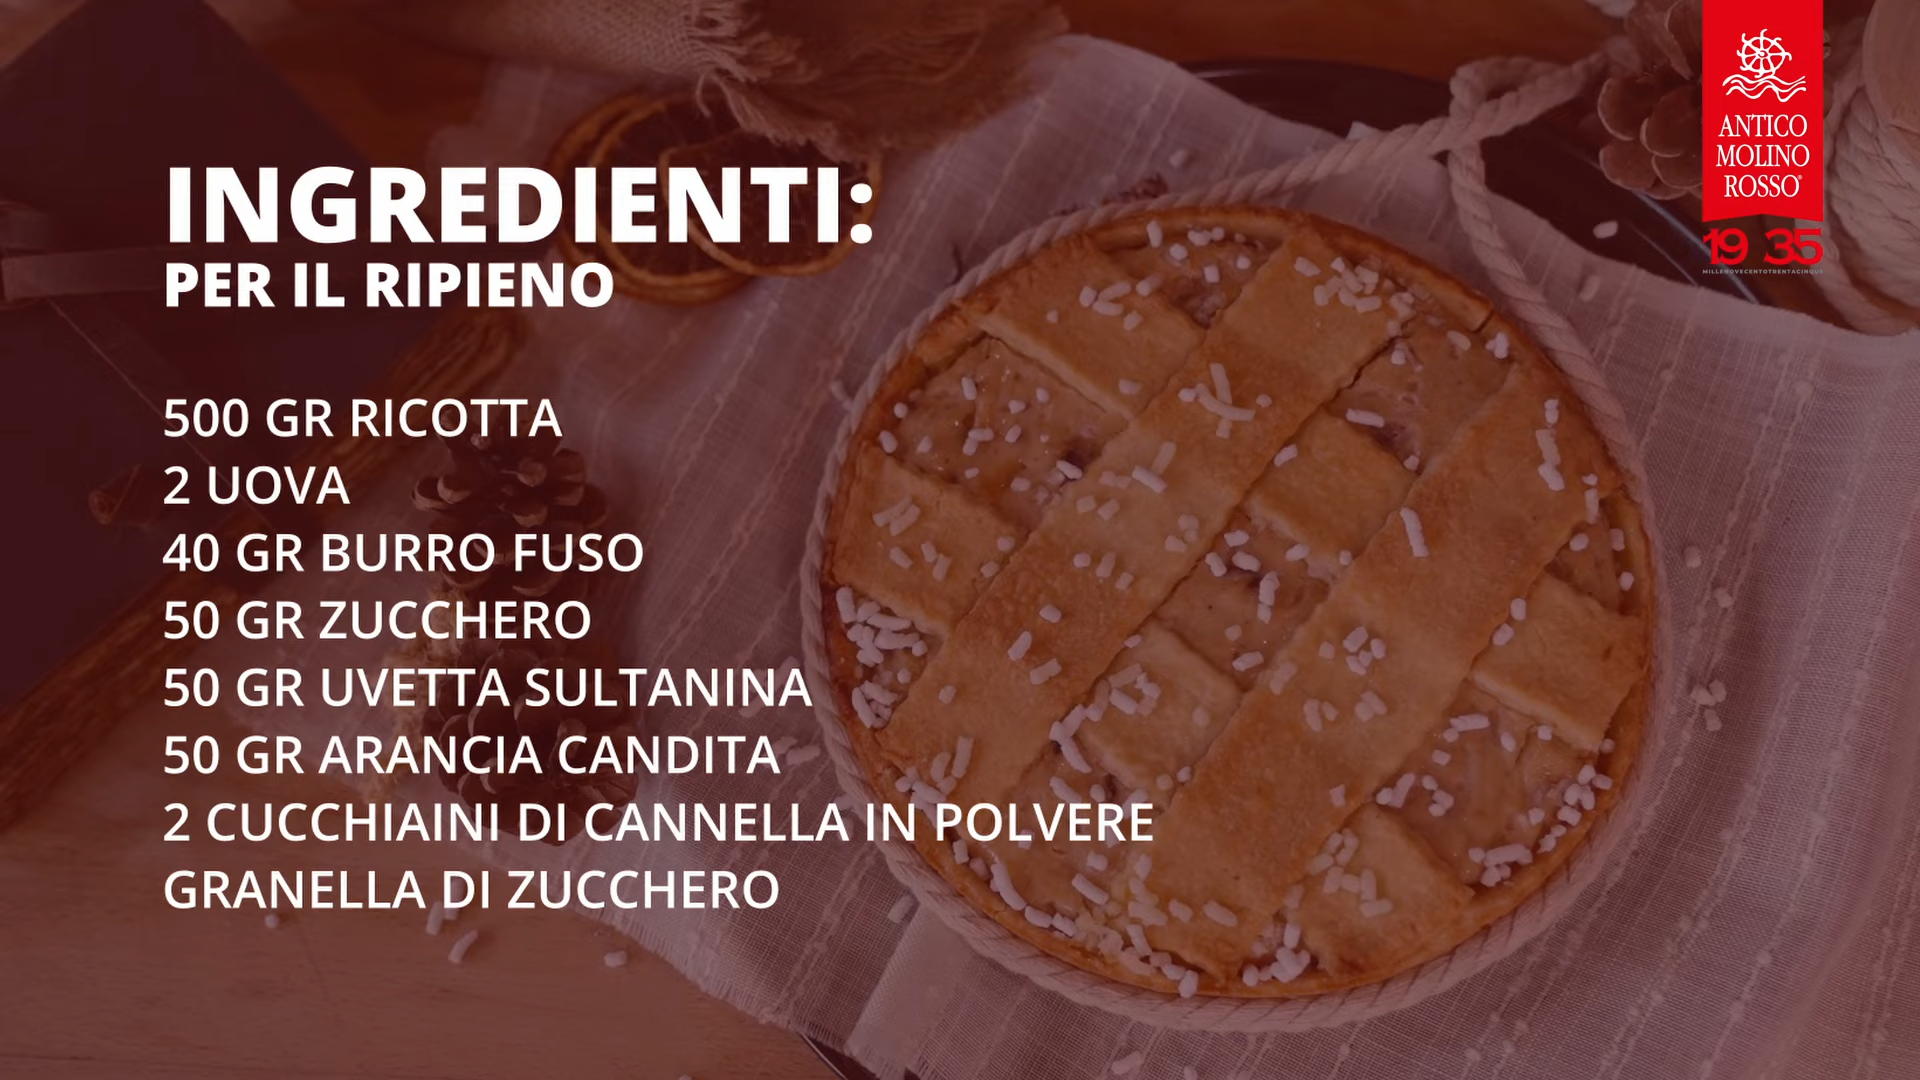 INGREDIENTI:
PER IL RIPIENO
500 GR RICOTTA
2 UOVA
40 GR BURRO FUSO
50 GR ZUCCHERO
50 GR UVETTA SULTANINA
50 GR ARANCIA CANDITA
2 CUCCHIAINI DI CANNELLA IN POLVERE
GRANELLA DI ZUCCHERO
ANTICO
MOLINO
ROSSO®
19 35
MILLENOVECENTOTRENTACINQUE